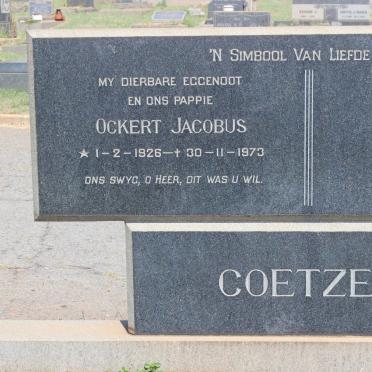 'N SIMBOOL VAN LIEFDE
MY DIERBARE EGGENOOT
EN ONS PAPPIE
OCKERT JACOBUS
★ 1-2-1926-✝ 30-11-1973
ONS SWYG, O HEER, DIT WAS U WIL.
COETZE